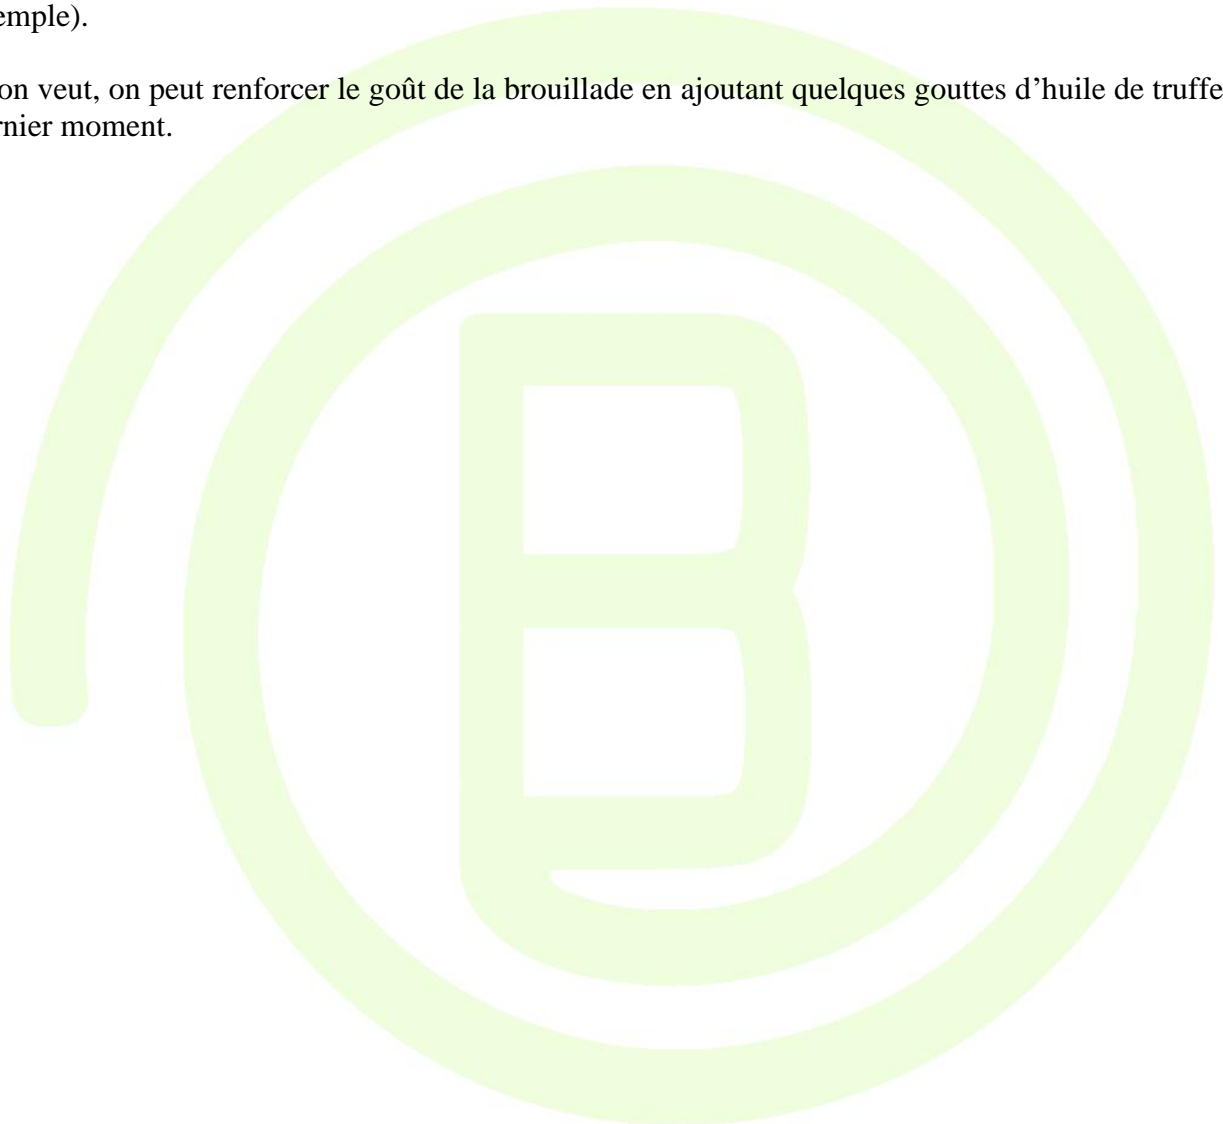 emple).
on veut, on peut renforcer le goût de la brouillade en ajoutant quelques gouttes d’huile de truffe
rnier moment.
B